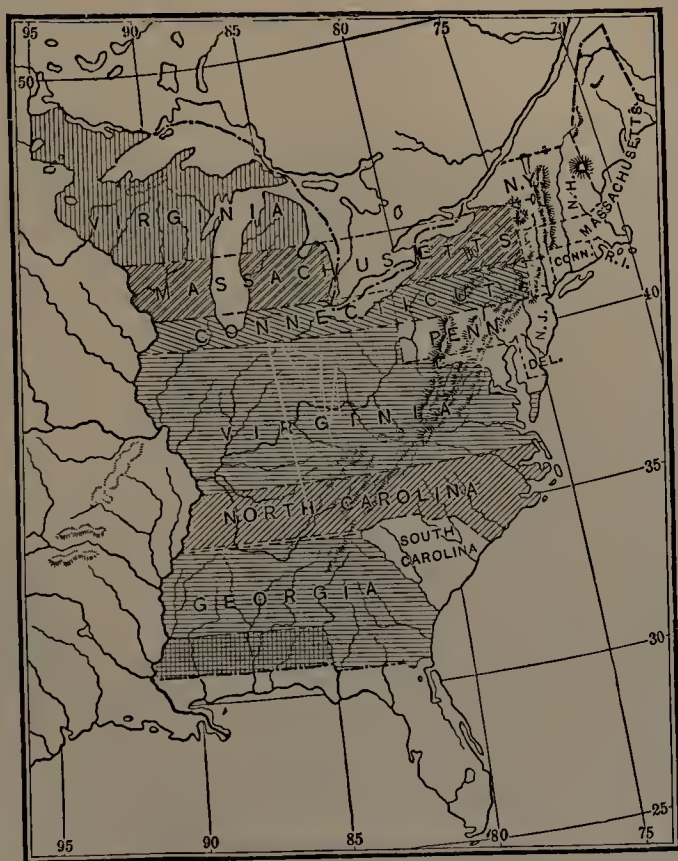 95 90 85 80 75 70
50
VIRGINIA
MASSACHUSETTS
N.Y.
N.H.
MASSACHUSETTS
CONN.
R.I.
CONNECTICUT
40
PENN.
N.J.
DEL.
VIRGINIA
35
NORTH CAROLINA
SOUTH
CAROLINA
GEORGIA
30
25
95 90 85 80 75